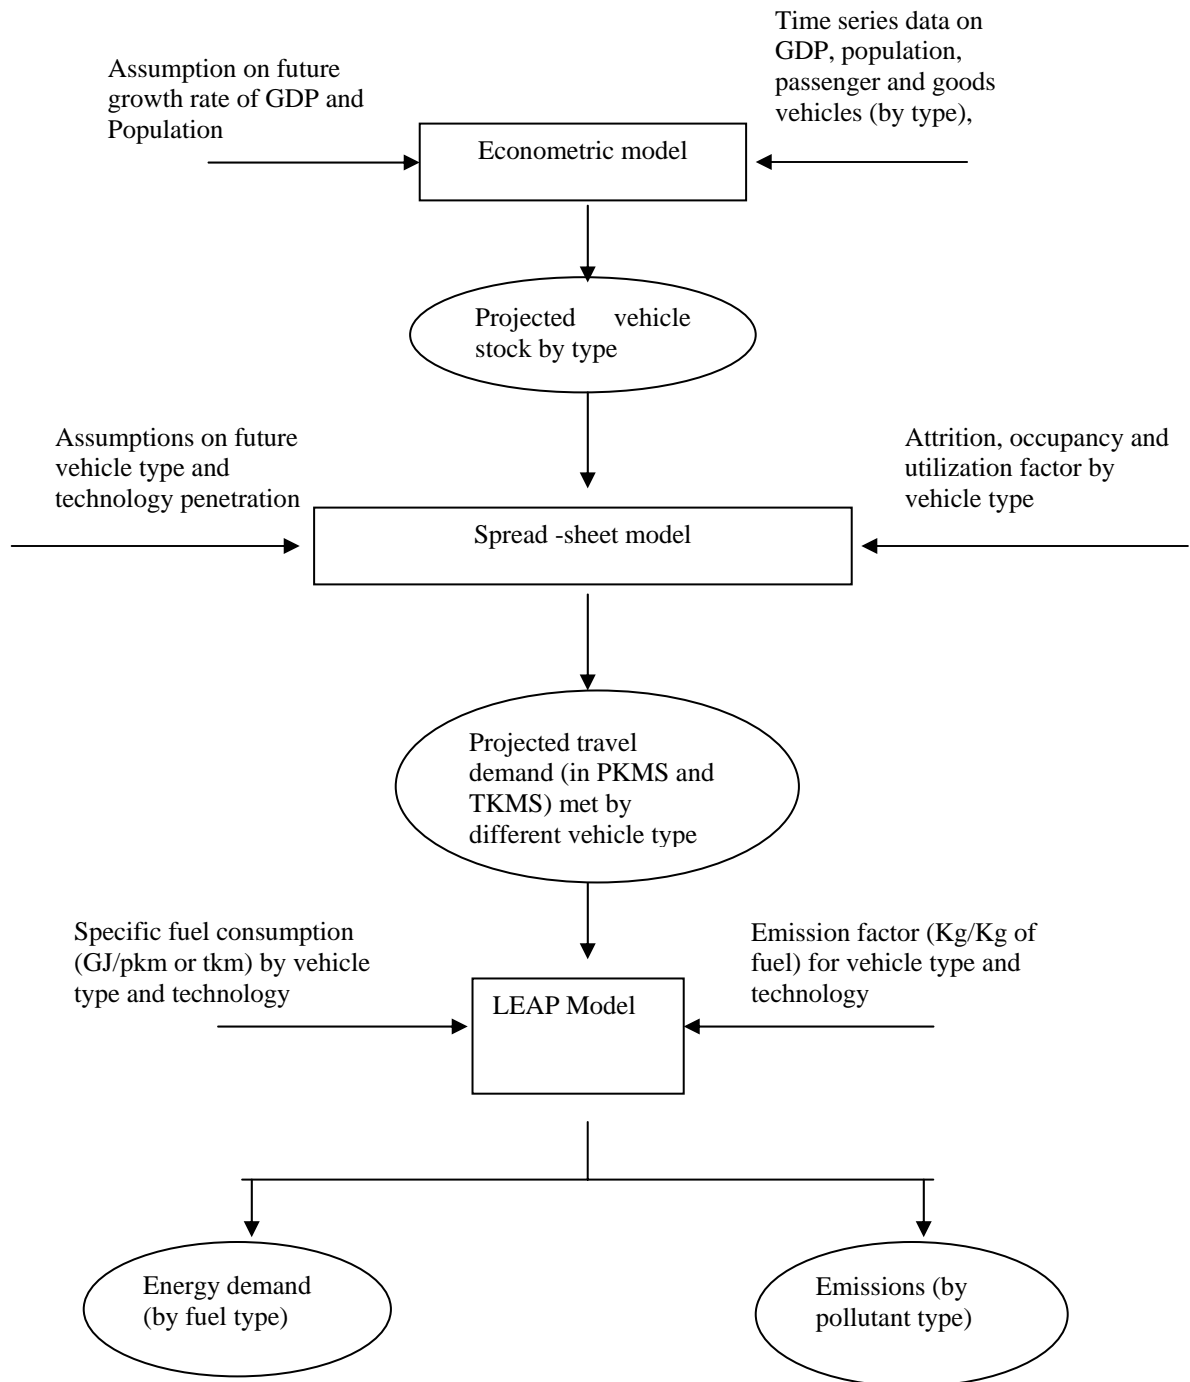 Time series data on
GDP, population,
passenger and goods
vehicles (by type),
Assumption on future
growth rate of GDP and
Population
Econometric model
Projected vehicle
stock by type
Assumptions on future
vehicle type and
technology penetration
Attrition, occupancy and
utilization factor by
vehicle type
Spread -sheet model
Projected travel
demand (in PKMS and
TKMS) met by
different vehicle type
Specific fuel consumption
(GJ/pkm or tkm) by vehicle
type and technology
Emission factor (Kg/Kg of
fuel) for vehicle type and
technology
LEAP Model
Energy demand
(by fuel type)
Emissions (by
pollutant type)